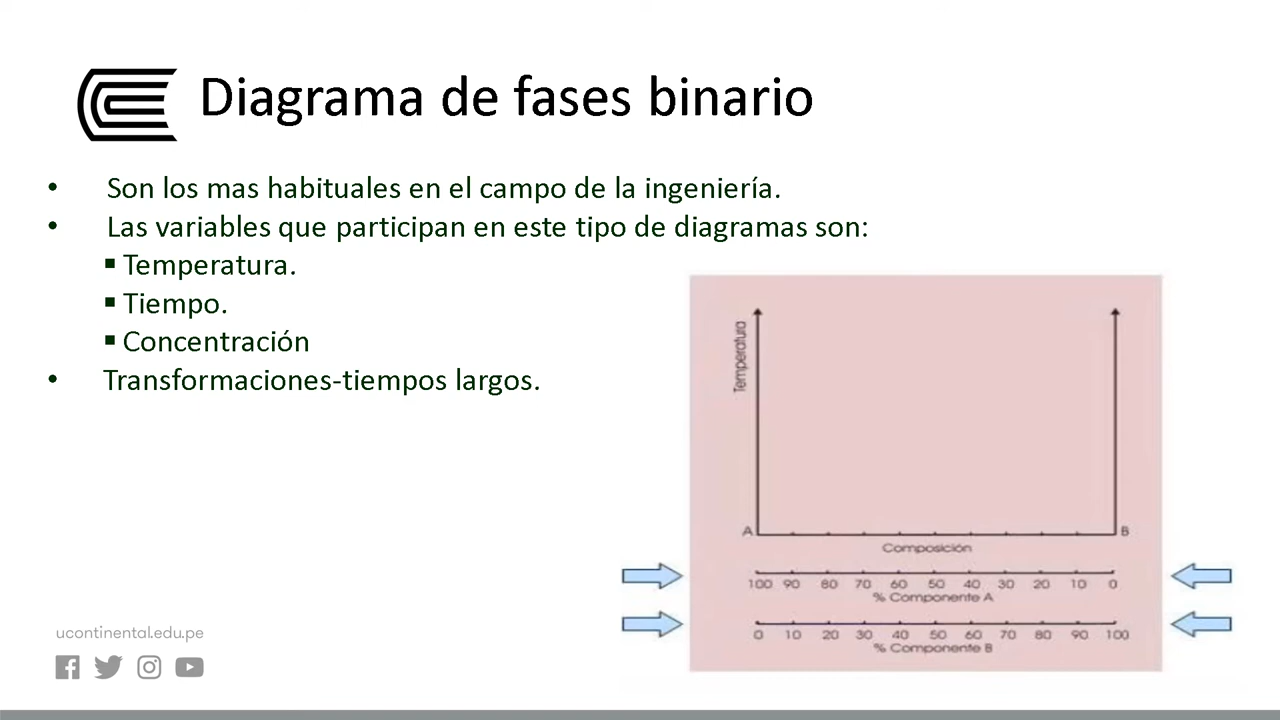 Diagrama de fases binario
• Son los mas habituales en el campo de la ingeniería.
• Las variables que participan en este tipo de diagramas son:
▪ Temperatura.
▪ Tiempo.
▪ Concentración
• Transformaciones-tiempos largos.
Temperatura
A
B
Composición
100 90 80 70 60 50 40 30 20 10 0
% Componente A
0 10 20 30 40 50 60 70 80 90 100
% Componente B
ucontinental.edu.pe